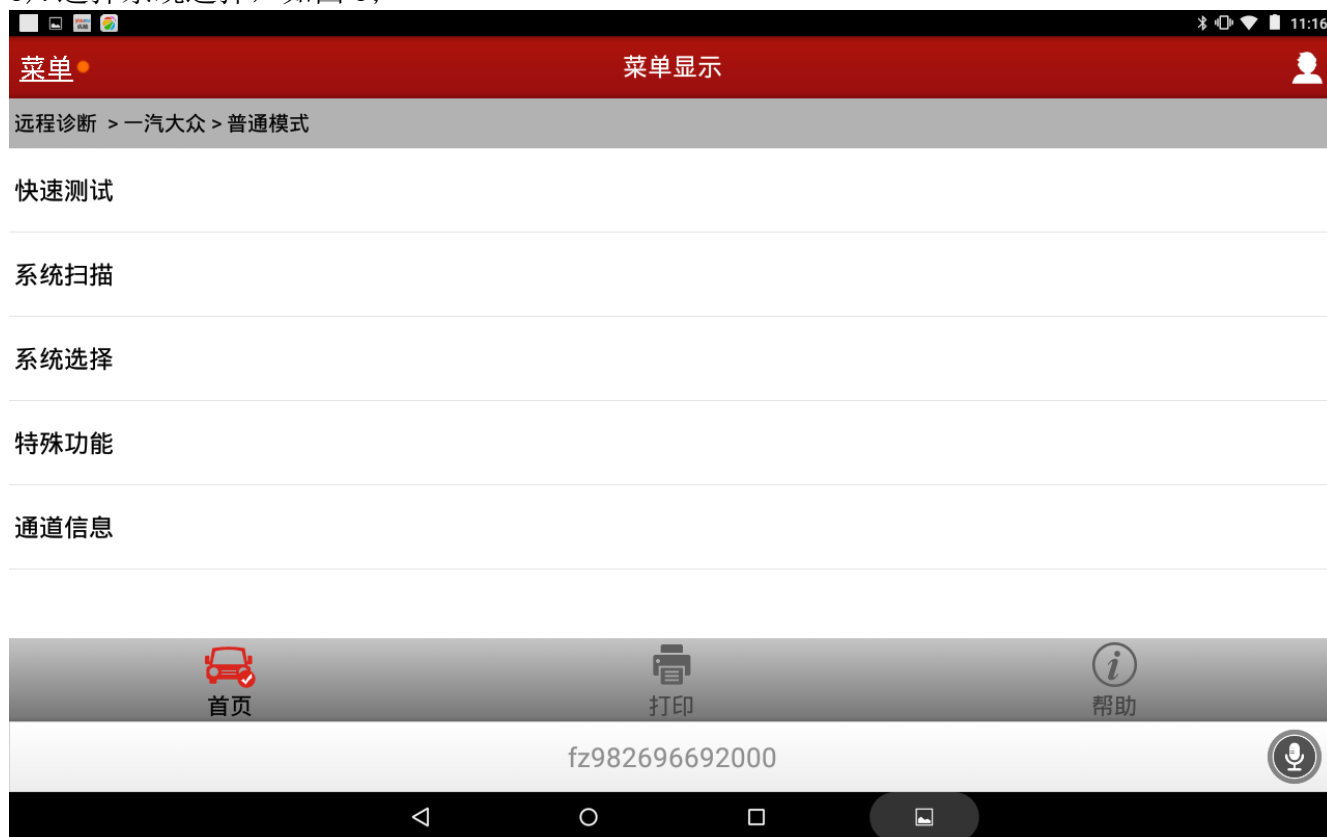 11:16
菜单
菜单显示
远程诊断 > 一汽大众 > 普通模式
快速测试
系统扫描
系统选择
特殊功能
通道信息
首页
打印
帮助
fz982696692000